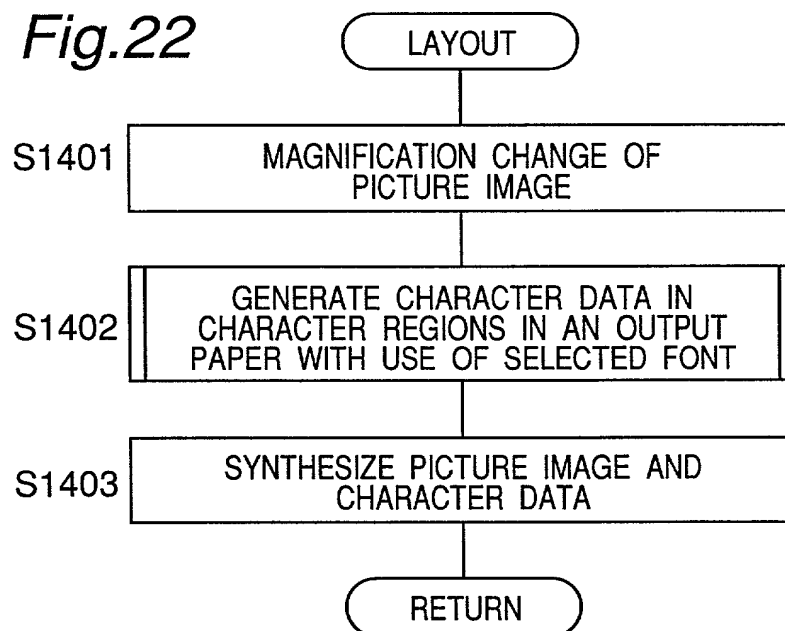 Fig.22
LAYOUT
S1401
MAGNIFICATION CHANGE OF
PICTURE IMAGE
S1402
GENERATE CHARACTER DATA IN
CHARACTER REGIONS IN AN OUTPUT
PAPER WITH USE OF SELECTED FONT
S1403
SYNTHESIZE PICTURE IMAGE AND
CHARACTER DATA
RETURN